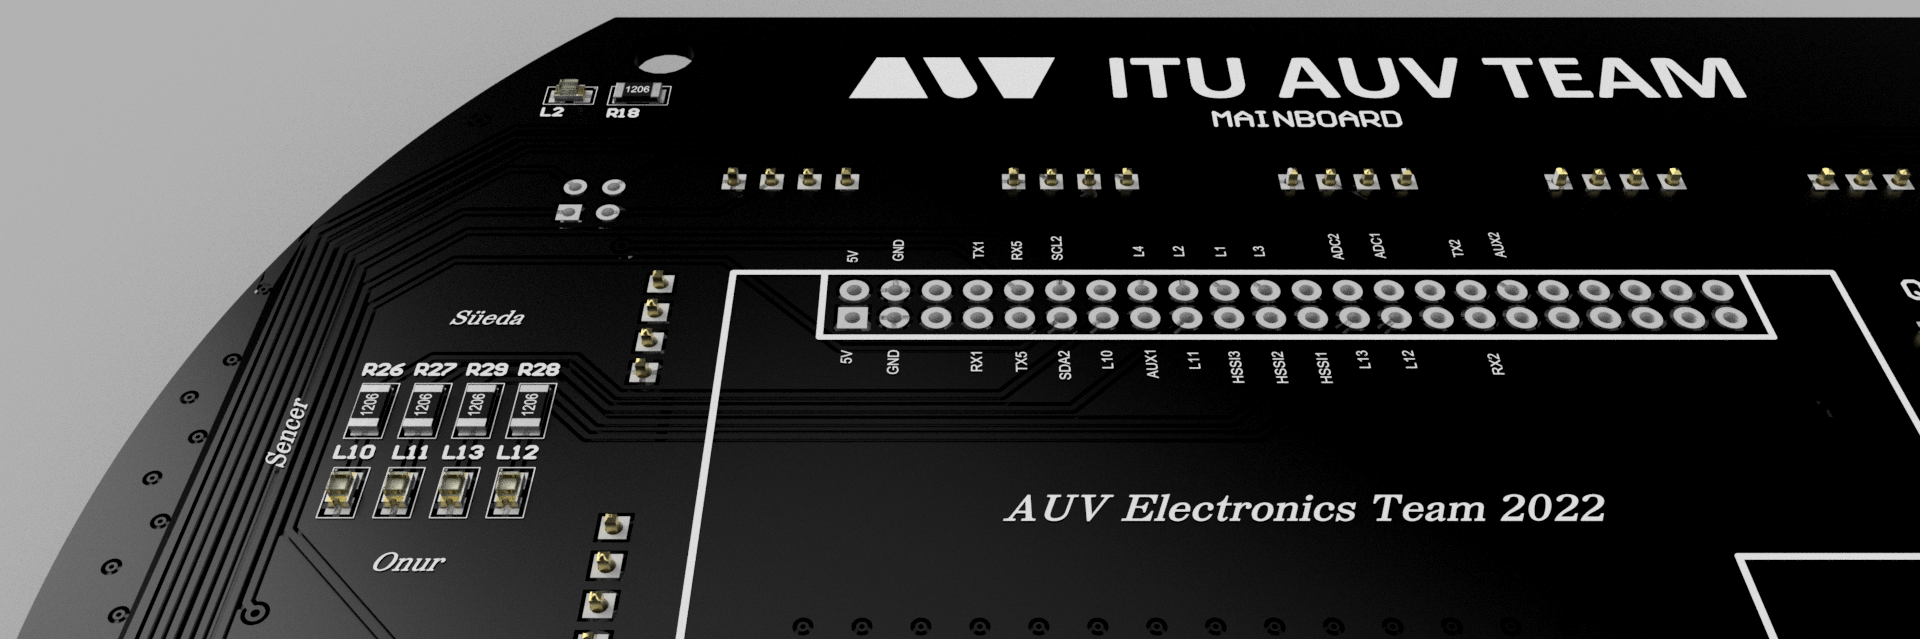 AUV ITU AUV TEAM
MAINBOARD
1206
L2 R18
5V GND TX1 RX5 SCL2 L4 L2 L1 L3 ADC2 ADC1 TX2 AUX2
5V GND RX1 TX5 SDA2 L10 AUX1 L11 HSSI3 HSSI2 HSSI1 L13 L12 RX2
Süeda
R26 R27 R29 R28
1206 1206 1206 1206
Sencer
L10 L11 L13 L12
AUV Electronics Team 2022
Onur